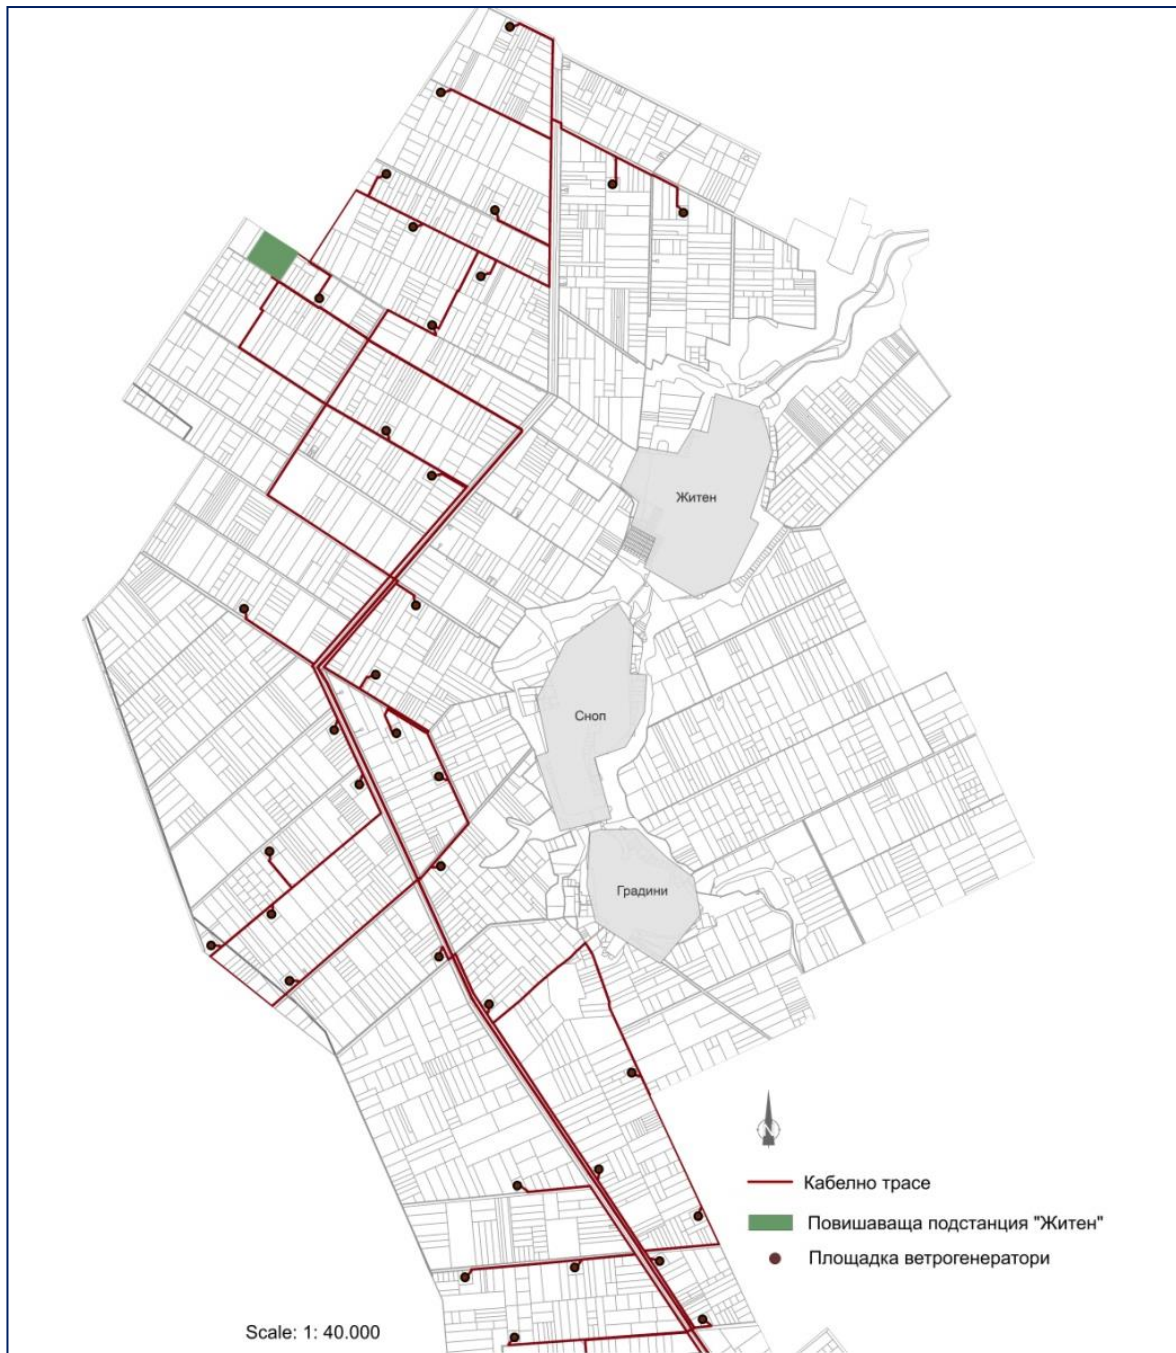 Житен
Сноп
Градини
N
Кабелно трасе
Повишаваща подстанция "Житен"
Площадка ветрогенератори
Scale: 1: 40.000